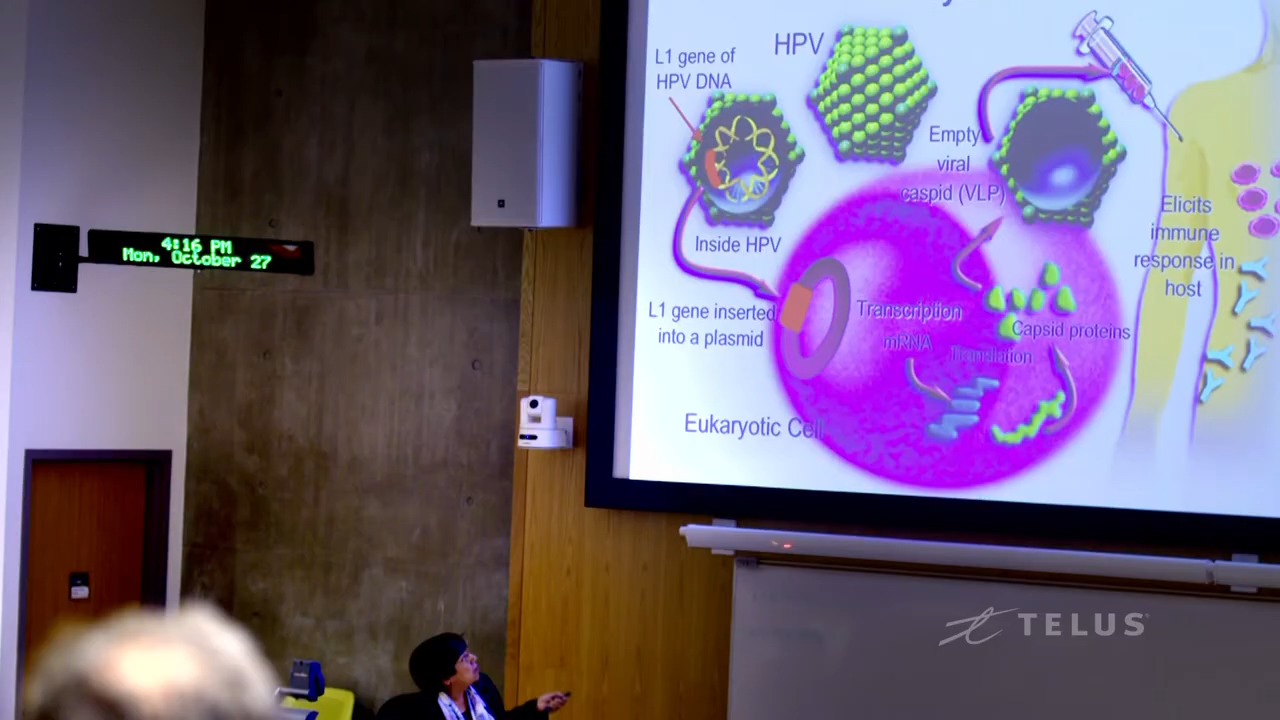 4:16 PM
Mon, October 27
HPV
L1 gene of
HPV DNA
Empty
viral
caspid (VLP)
Inside HPV
Elicits
immune
response in
host
L1 gene inserted
into a plasmid
Transcription
mRNA
Translation
Capsid proteins
Eukaryotic Cell
TELUS